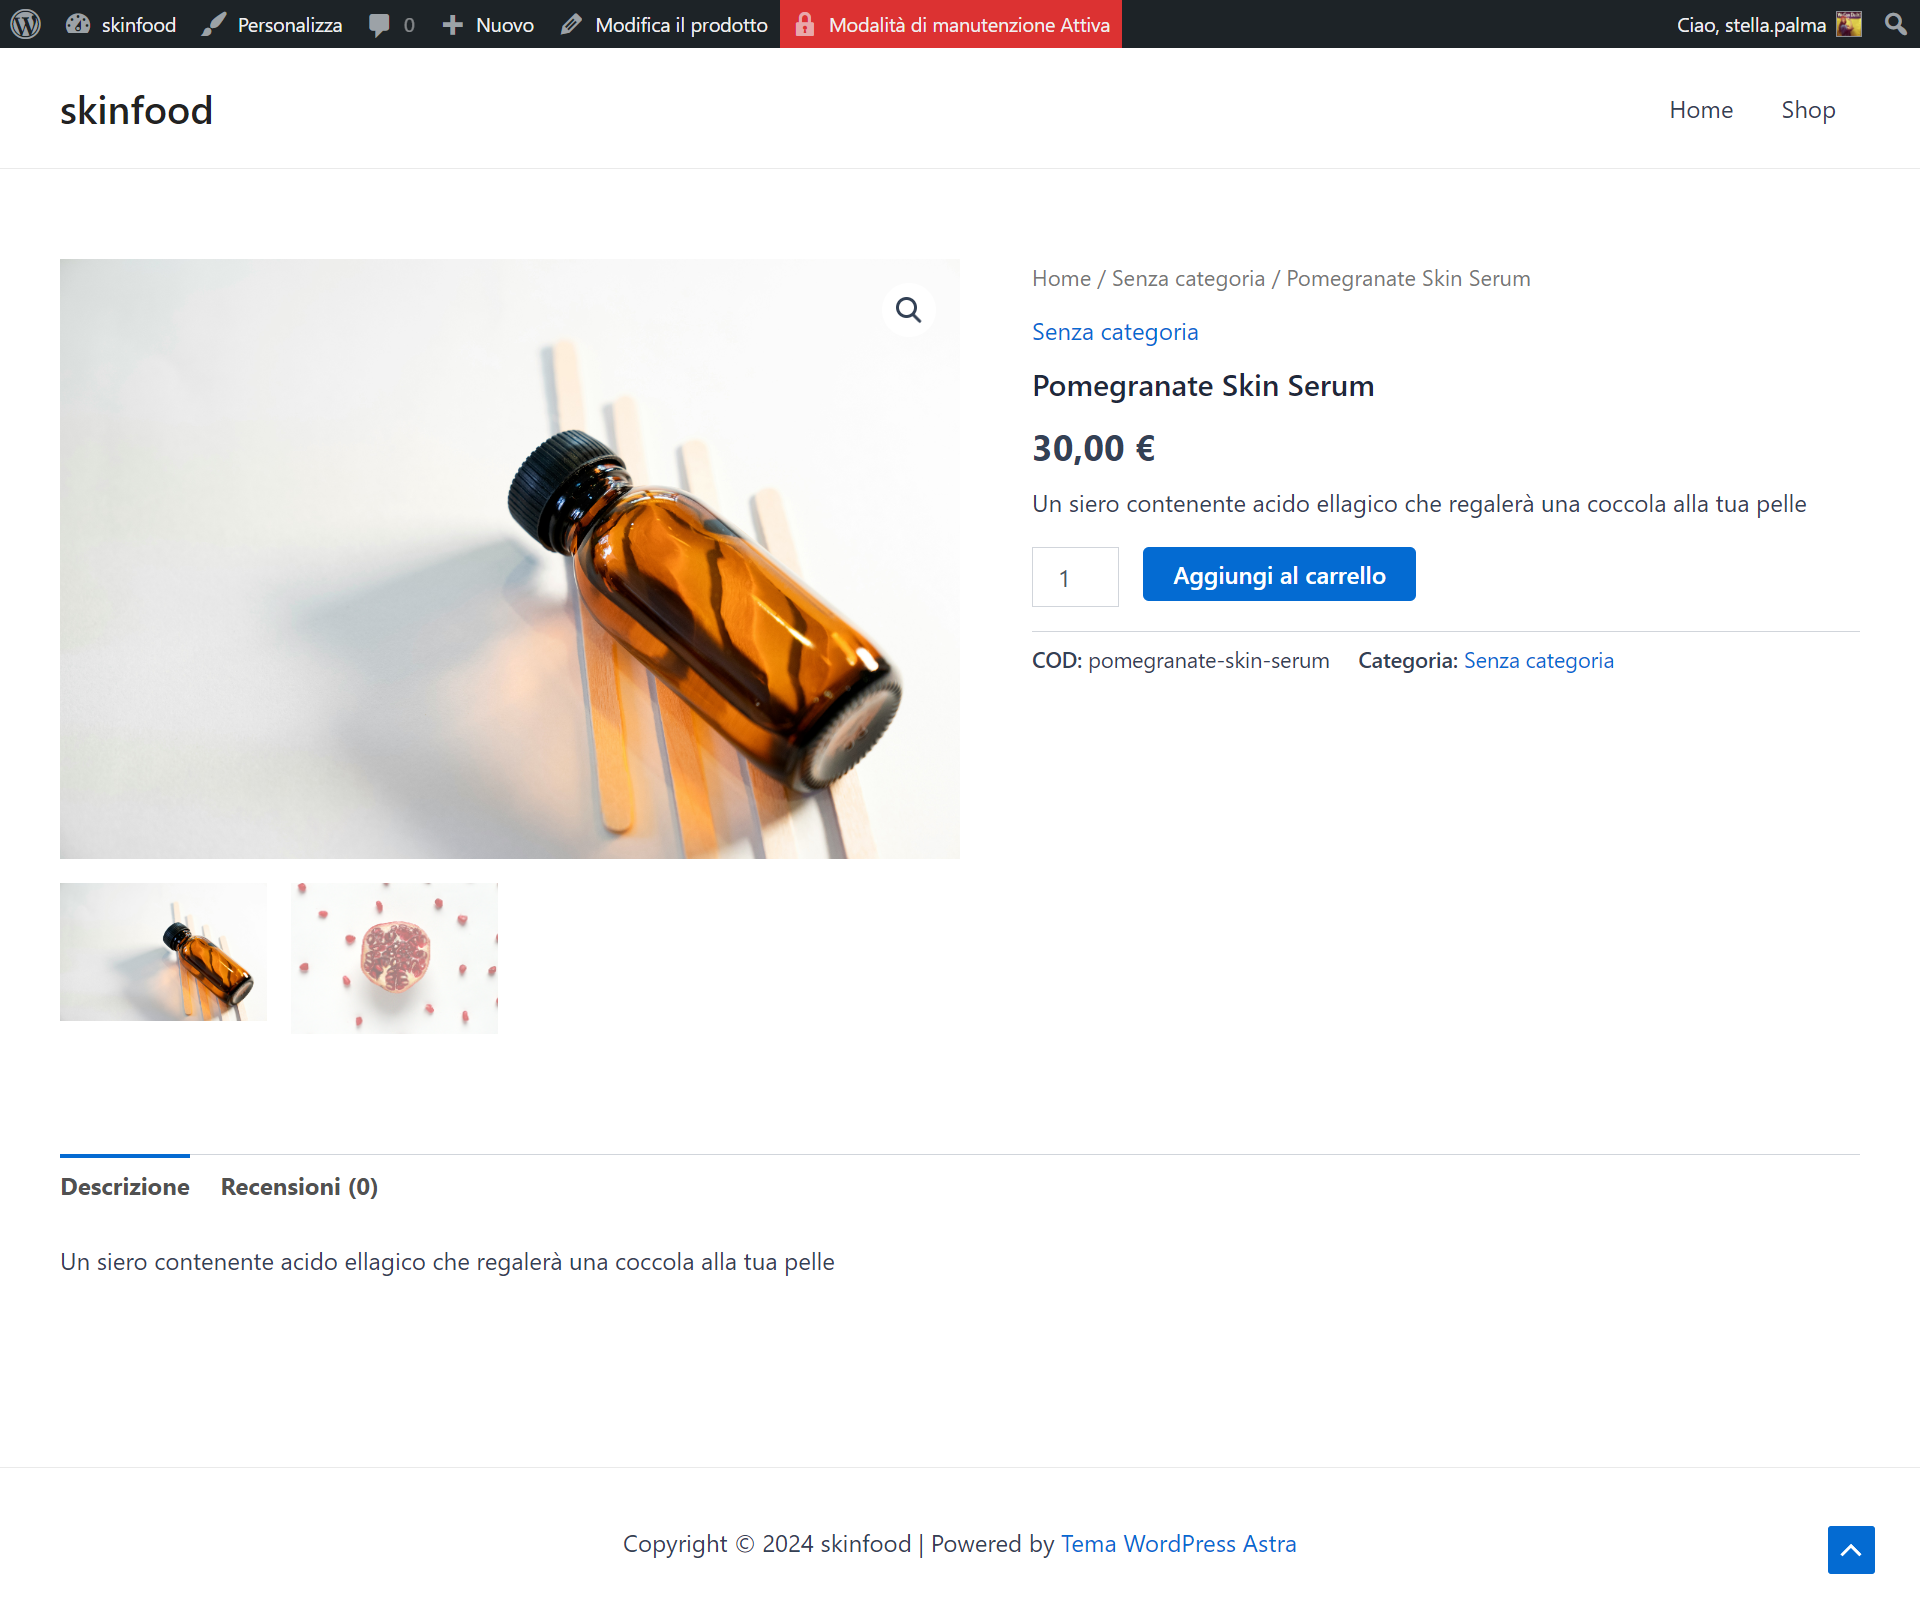 skinfood
Personalizza
0
Nuovo
Modifica il prodotto
Modalità di manutenzione Attiva
Ciao, stella.palma
skinfood
Home
Shop
Home / Senza categoria / Pomegranate Skin Serum
Senza categoria
Pomegranate Skin Serum
30,00 €
Un siero contenente acido ellagico che regalerà una coccola alla tua pelle
1
Aggiungi al carrello
COD: pomegranate-skin-serum Categoria: Senza categoria
Descrizione
Recensioni (0)
Un siero contenente acido ellagico che regalerà una coccola alla tua pelle
Copyright © 2024 skinfood | Powered by Tema WordPress Astra